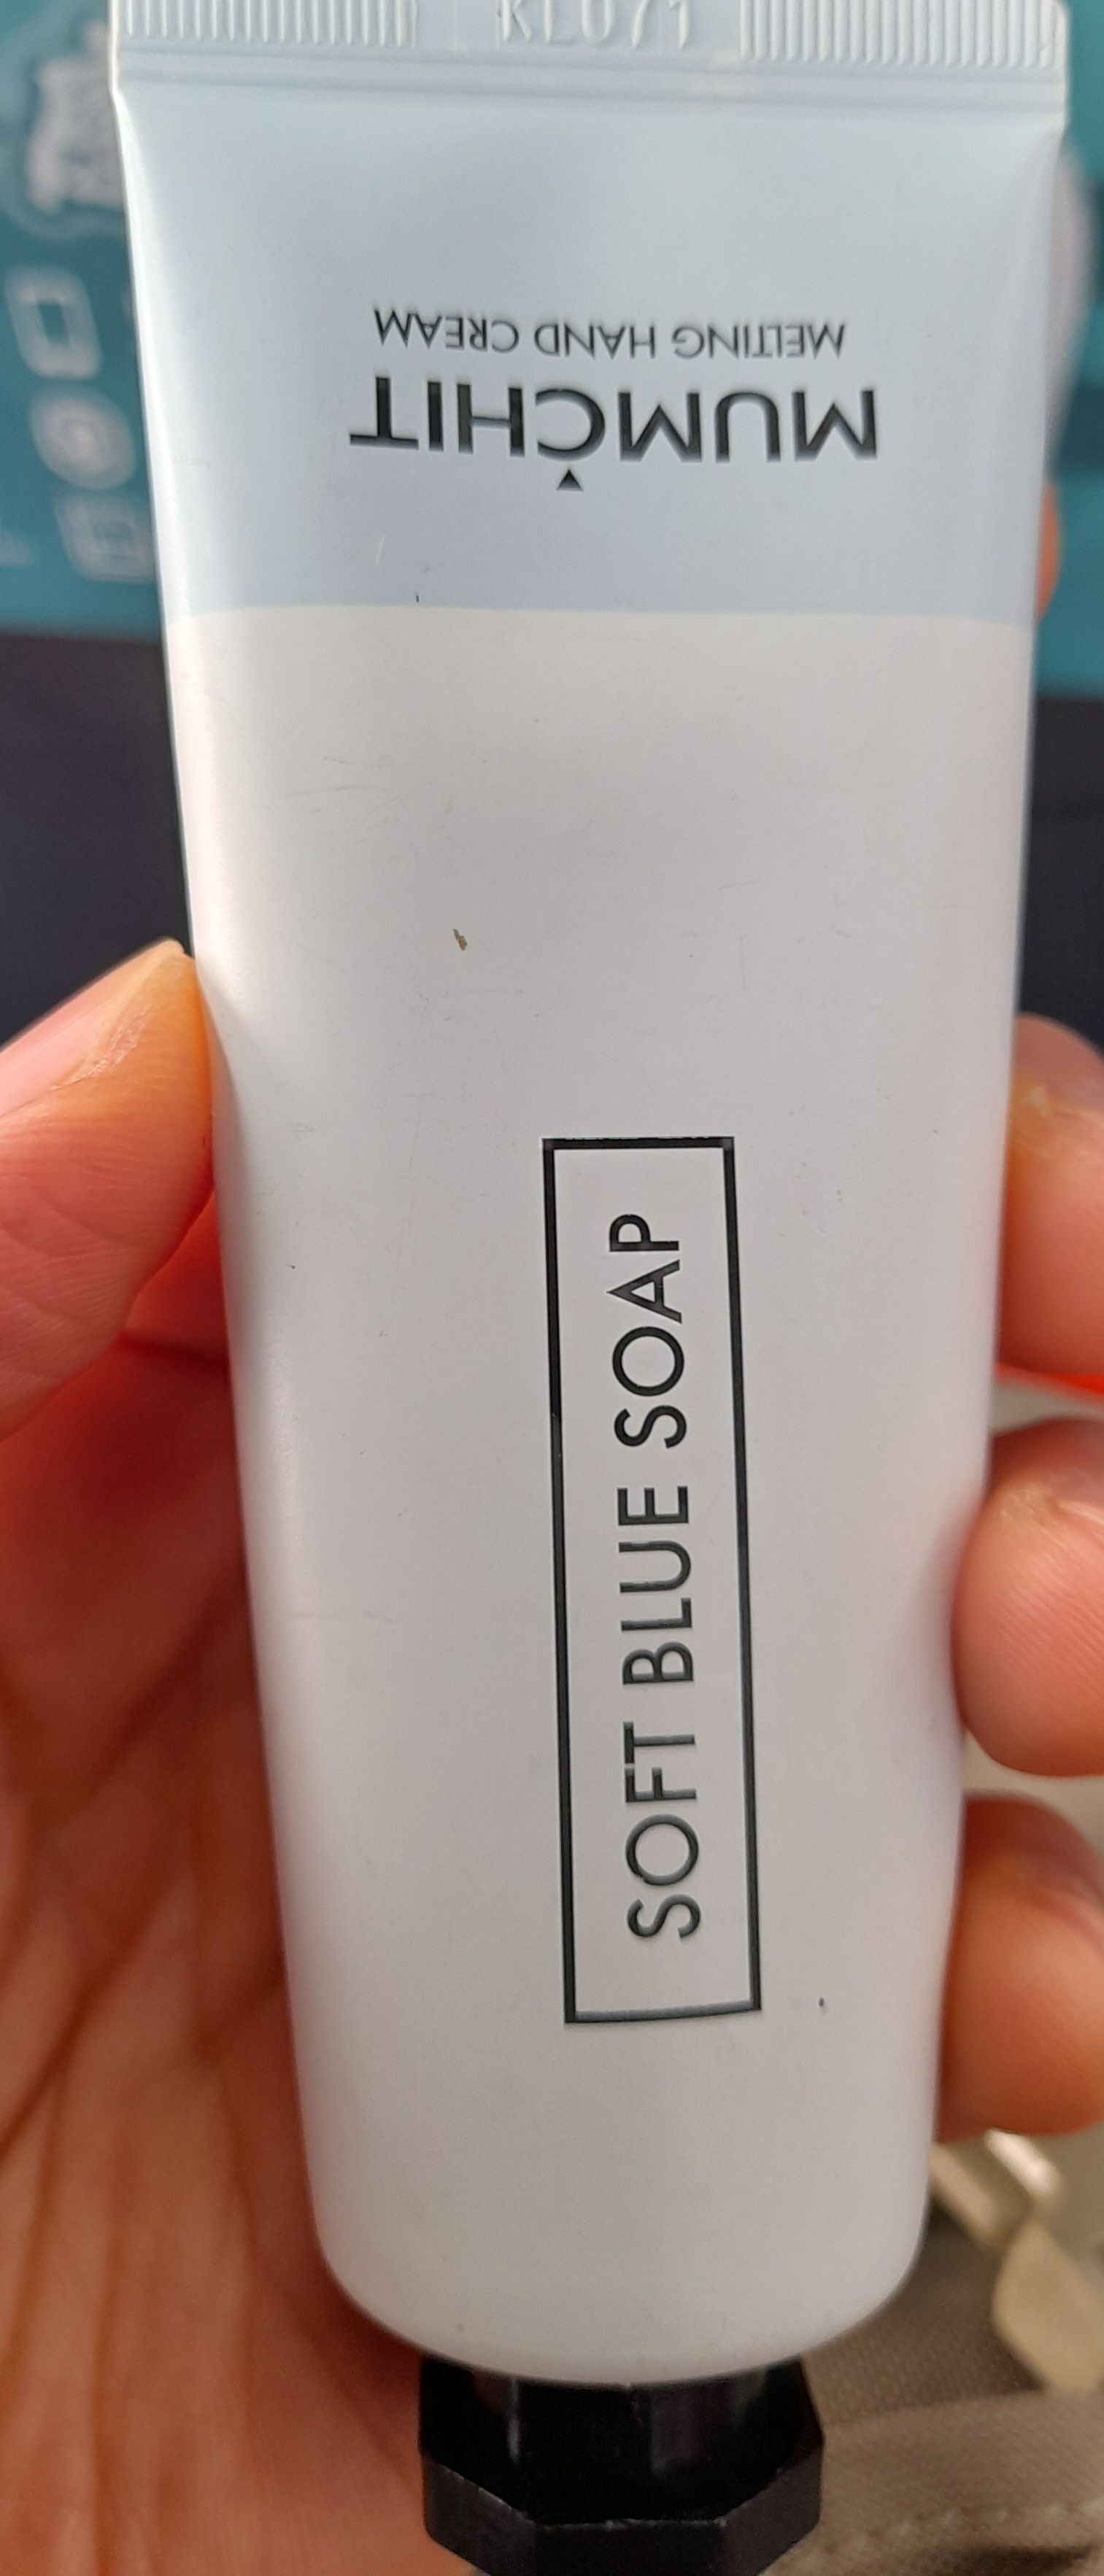 MUMCHIT
MELTING HAND CREAM
SOFT BLUE SOAP